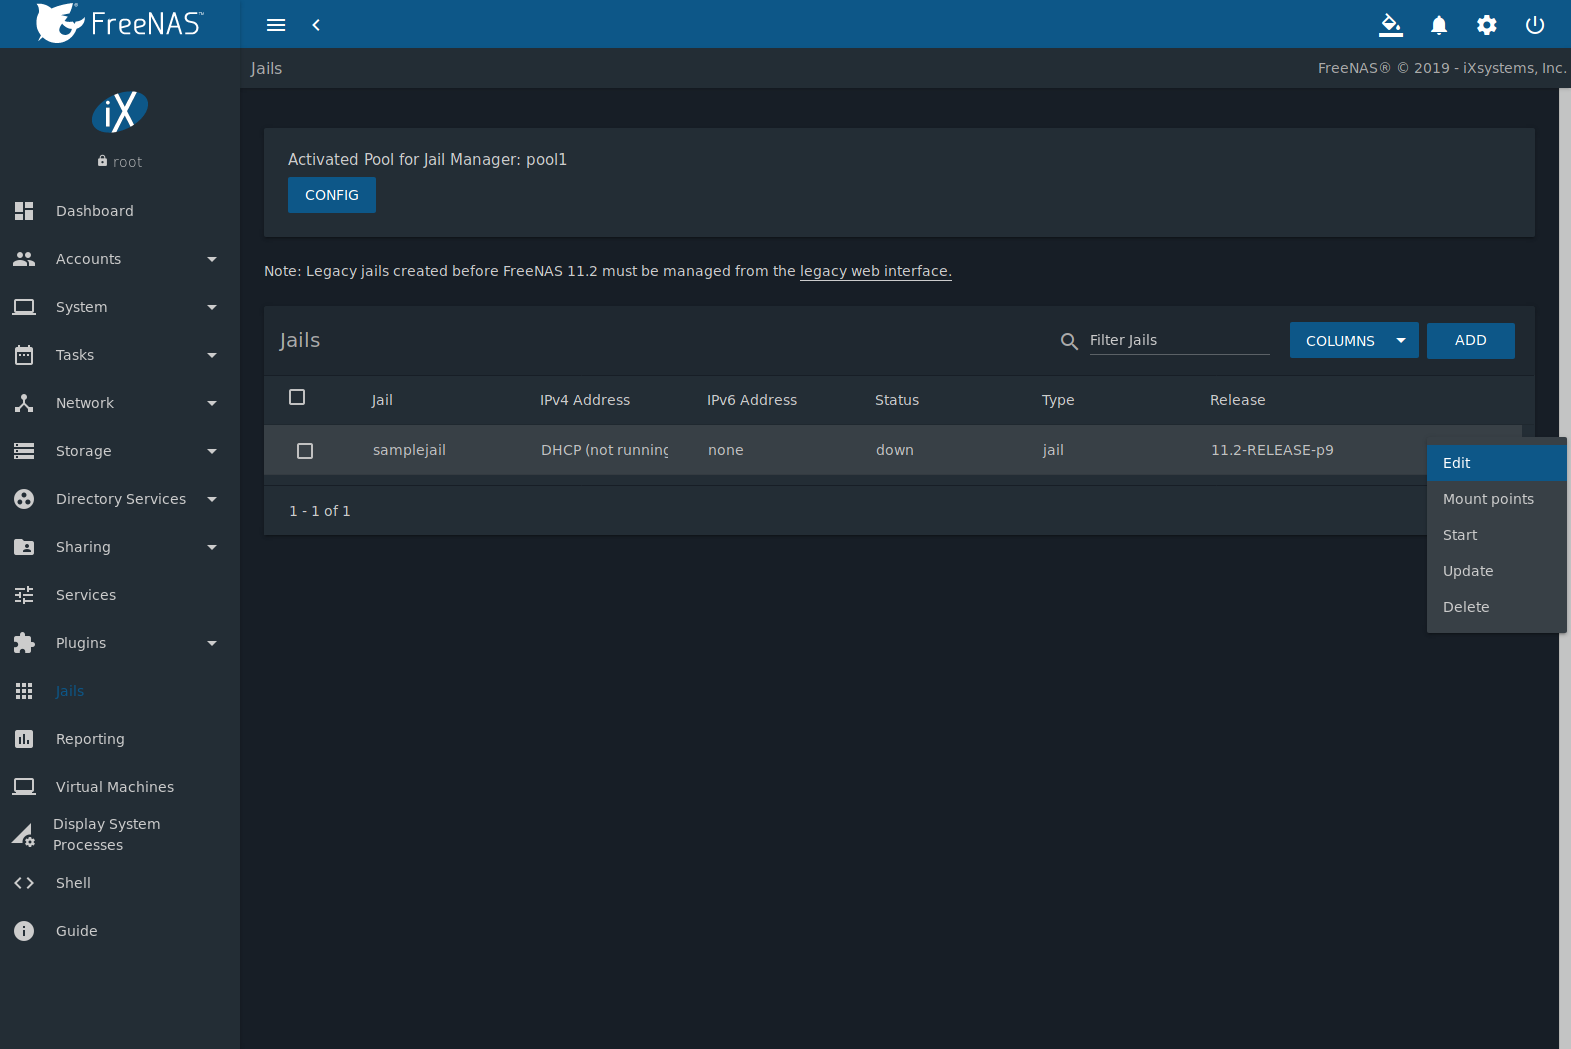 FreeNAS™
Jails
FreeNAS® © 2019 - iXsystems, Inc.
iX
root
Dashboard
Accounts
System
Tasks
Network
Storage
Directory Services
Sharing
Services
Plugins
Jails
Reporting
Virtual Machines
Display System
Processes
Shell
Guide
Activated Pool for Jail Manager: pool1
CONFIG
Note: Legacy jails created before FreeNAS 11.2 must be managed from the legacy web interface.
Jails
Filter Jails
COLUMNS
ADD
Jail IPv4 Address IPv6 Address Status Type Release
samplejail DHCP (not running none down jail 11.2-RELEASE-p9
1 - 1 of 1
Edit
Mount points
Start
Update
Delete